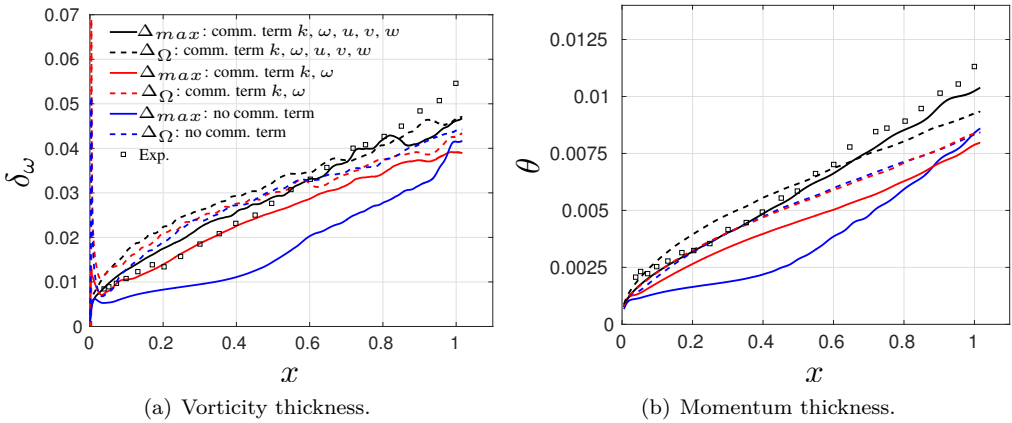 0.07
0.06
0.05
0.04
0.03
0.02
0.01
0
δω
Δmax: comm. term k, ω, u, v, w
ΔΩ: comm. term k, ω, u, v, w
Δmax: comm. term k, ω
ΔΩ: comm. term k, ω
Δmax: no comm. term
ΔΩ: no comm. term
Exp.
0 0.2 0.4 0.6 0.8 1
x
(a) Vorticity thickness.
0.0125
0.01
0.0075
0.005
0.0025
0
θ
0 0.2 0.4 0.6 0.8 1
x
(b) Momentum thickness.